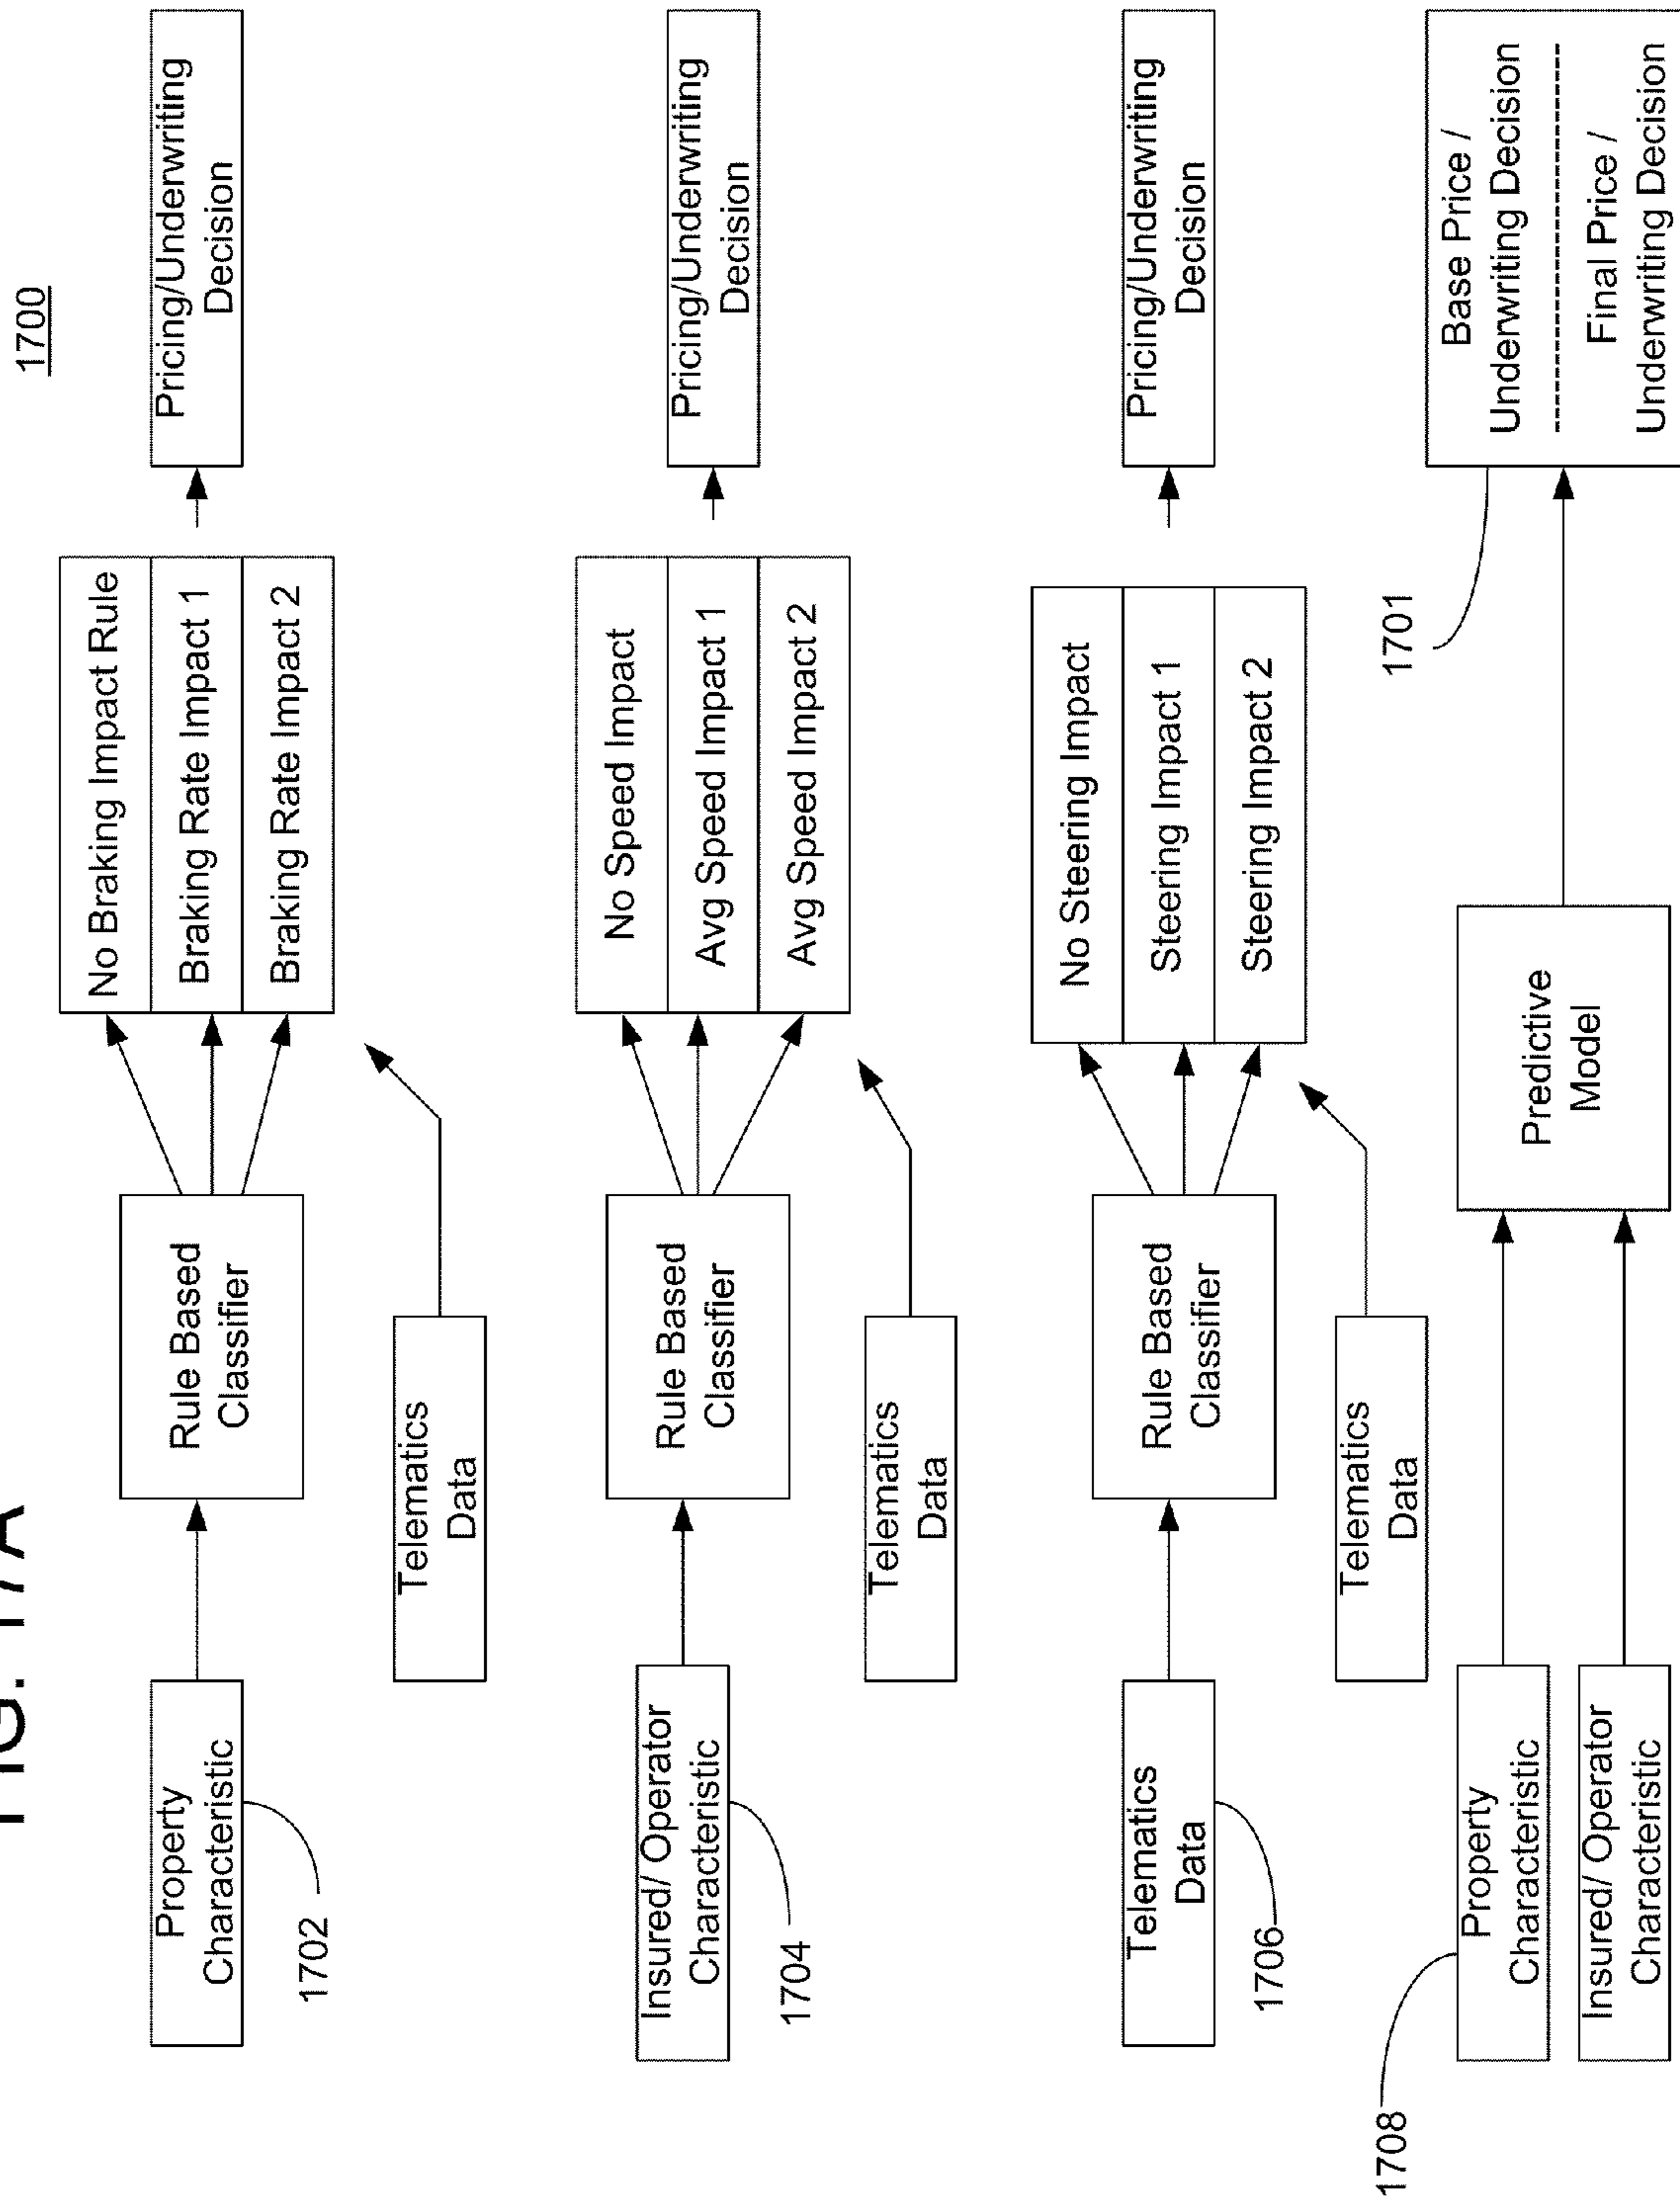 FIG. 17A
1700
Property
Characteristic
1702
Rule Based
Classifier
Telematics
Data
No Braking Impact Rule
Braking Rate Impact 1
Braking Rate Impact 2
Pricing/Underwriting
Decision
Insured/ Operator
Characteristic
1704
Rule Based
Classifier
Telematics
Data
No Speed Impact
Avg Speed Impact 1
Avg Speed Impact 2
Pricing/Underwriting
Decision
Telematics
Data
1706
Rule Based
Classifier
Telematics
Data
No Steering Impact
Steering Impact 1
Steering Impact 2
Pricing/Underwriting
Decision
1708
Property
Characteristic
Insured/ Operator
Characteristic
Predictive
Model
1701
Base Price /
Underwriting Decision
Final Price /
Underwriting Decision